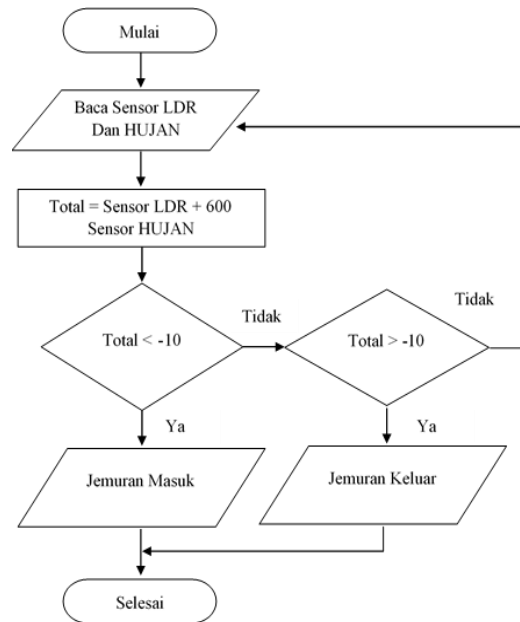 Mulai
Baca Sensor LDR
Dan HUJAN
Total = Sensor LDR + 600
Sensor HUJAN
Total < -10
Tidak
Total > -10
Tidak
Ya
Ya
Jemuran Masuk
Jemuran Keluar
Selesai